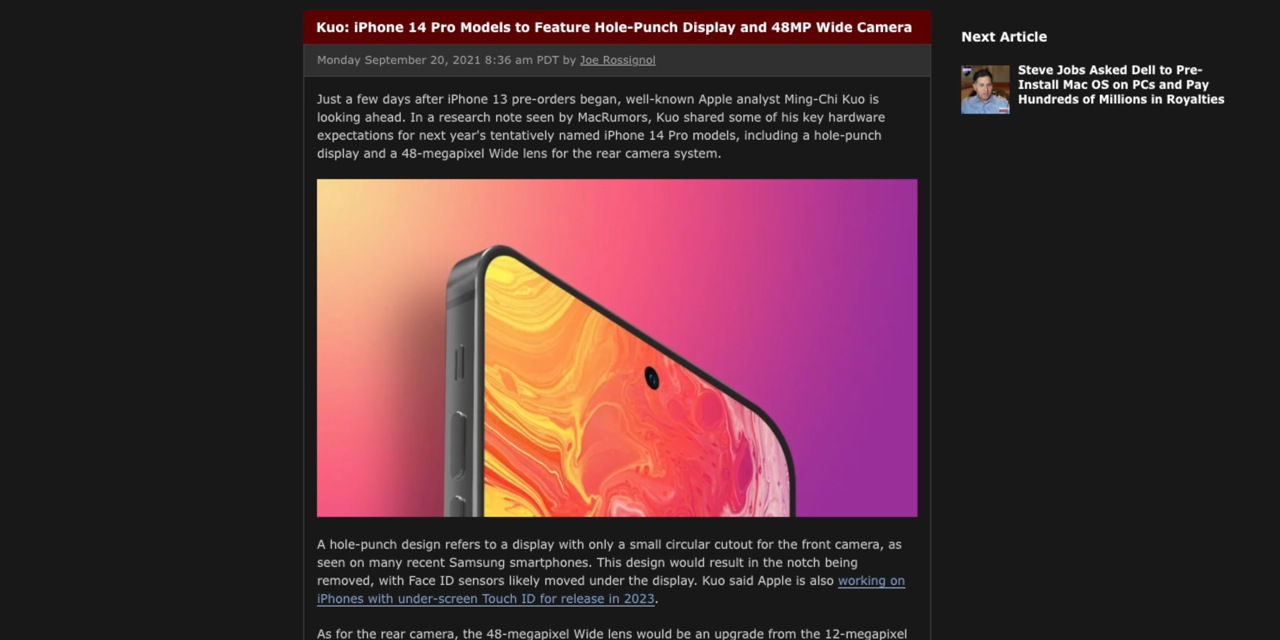 Kuo: iPhone 14 Pro Models to Feature Hole-Punch Display and 48MP Wide Camera
Monday September 20, 2021 8:36 am PDT by Joe Rossignol
Just a few days after iPhone 13 pre-orders began, well-known Apple analyst Ming-Chi Kuo is
looking ahead. In a research note seen by MacRumors, Kuo shared some of his key hardware
expectations for next year's tentatively named iPhone 14 Pro models, including a hole-punch
display and a 48-megapixel Wide lens for the rear camera system.
A hole-punch design refers to a display with only a small circular cutout for the front camera, as
seen on many recent Samsung smartphones. This design would result in the notch being
removed, with Face ID sensors likely moved under the display. Kuo said Apple is also working on
iPhones with under-screen Touch ID for release in 2023.
As for the rear camera, the 48-megapixel Wide lens would be an upgrade from the 12-megapixel
Next Article
Steve Jobs Asked Dell to Pre-
Install Mac OS on PCs and Pay
Hundreds of Millions in Royalties